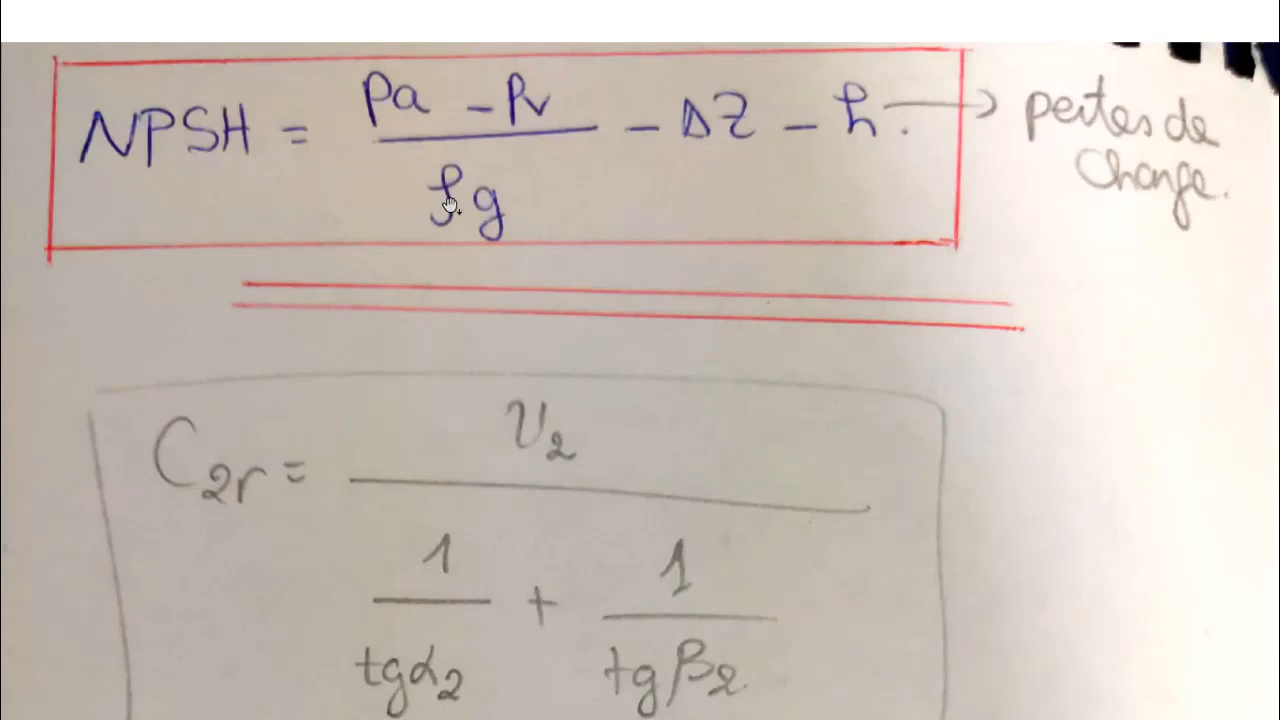 NPSH = (Pa - Pv) / ρg - ΔZ - h. → pertes de
charge.
C2r = U2 / (1/tgα2 + 1/tgβ2)